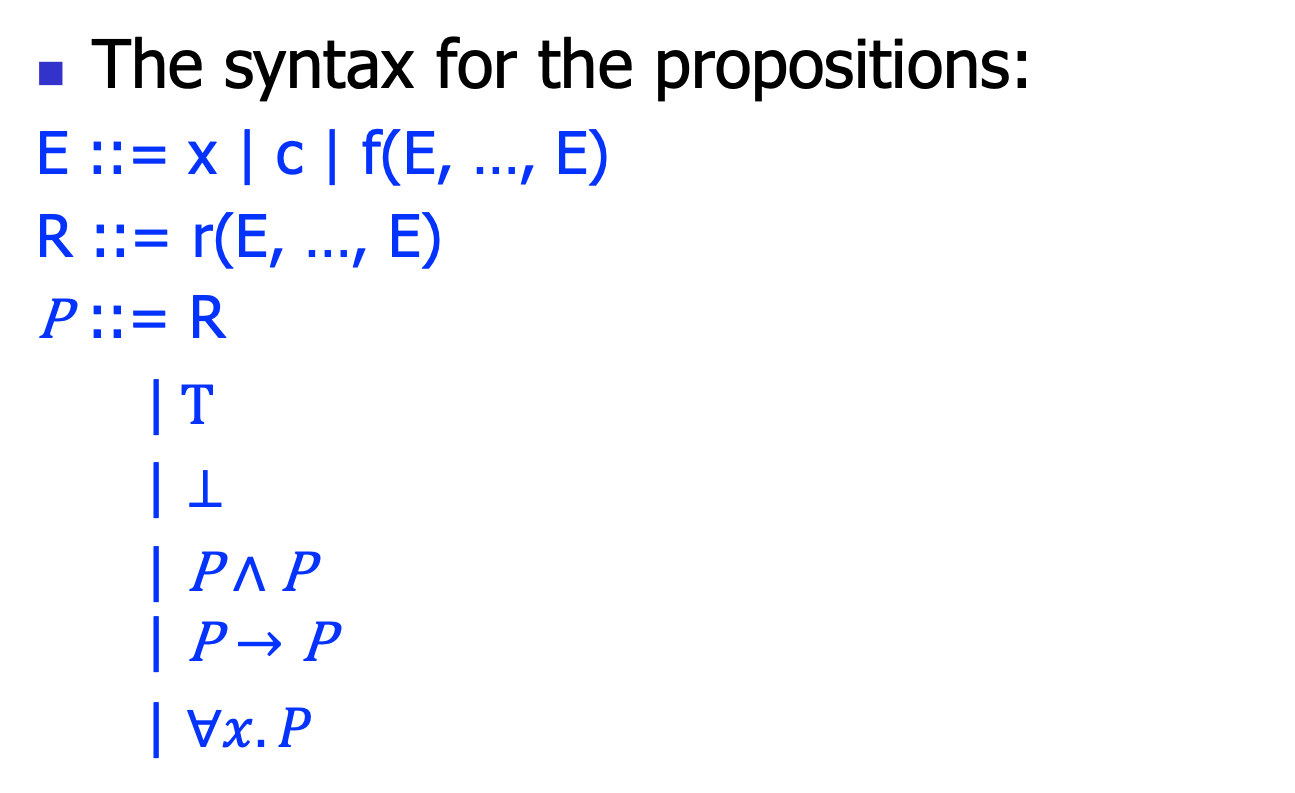 ▪ The syntax for the propositions:
E ::= x | c | f(E, ..., E)
R ::= r(E, ..., E)
𝑃 ::= R
| T
| ⊥
| 𝑃 ∧ 𝑃
| 𝑃 → 𝑃
| ∀𝑥. 𝑃